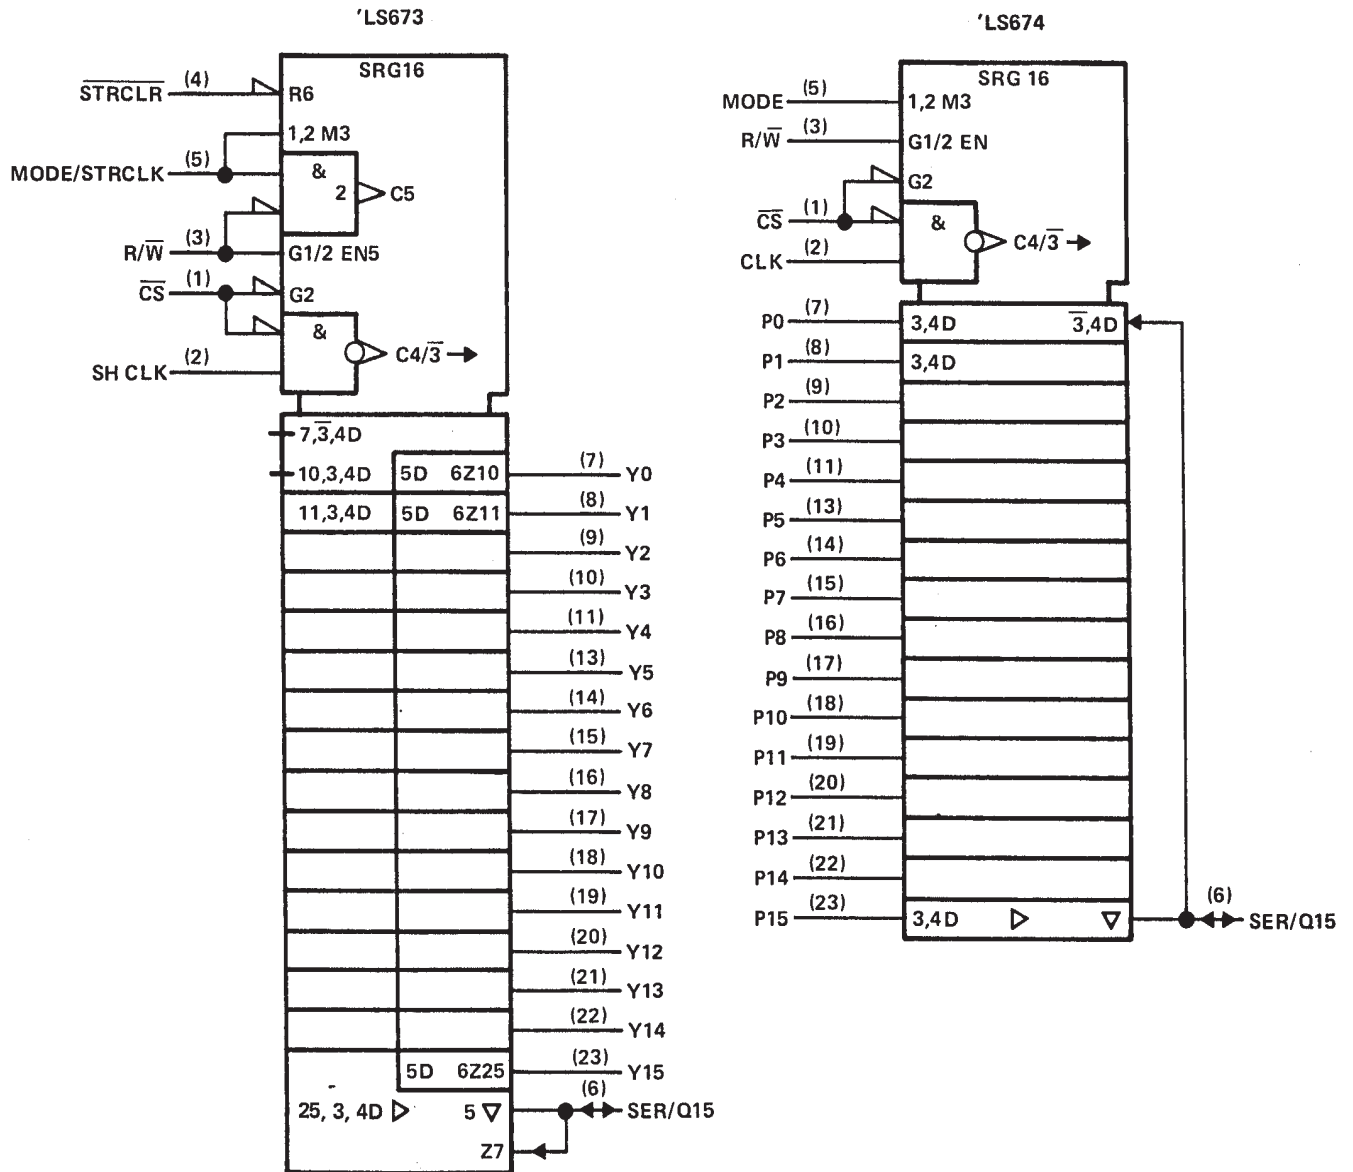 'LS673
SRG16
S̅T̅R̅C̅L̅R̅ (4) R6
1,2 M3
MODE/STRCLK (5) & 2 C5
R/W̅ (3) G1/2 EN5
C̅S̅ (1) G2
&
C4/3̅
SH CLK (2)
7,3̅,4D
10,3,4D 5D 6Z10 (7) Y0
11,3,4D 5D 6Z11 (8) Y1
(9) Y2
(10) Y3
(11) Y4
(13) Y5
(14) Y6
(15) Y7
(16) Y8
(17) Y9
(18) Y10
(19) Y11
(20) Y12
(21) Y13
(22) Y14
5D 6Z25 (23) Y15
25, 3, 4D 5 (6) SER/Q15
Z7
'LS674
SRG 16
MODE (5) 1,2 M3
R/W̅ (3) G1/2 EN
G2
C̅S̅ (1) &
C4/3̅
CLK (2)
P0 (7) 3,4D 3̅,4D
P1 (8) 3,4D
P2 (9)
P3 (10)
P4 (11)
P5 (13)
P6 (14)
P7 (15)
P8 (16)
P9 (17)
P10 (18)
P11 (19)
P12 (20)
P13 (21)
P14 (22)
P15 (23) 3,4D (6) SER/Q15